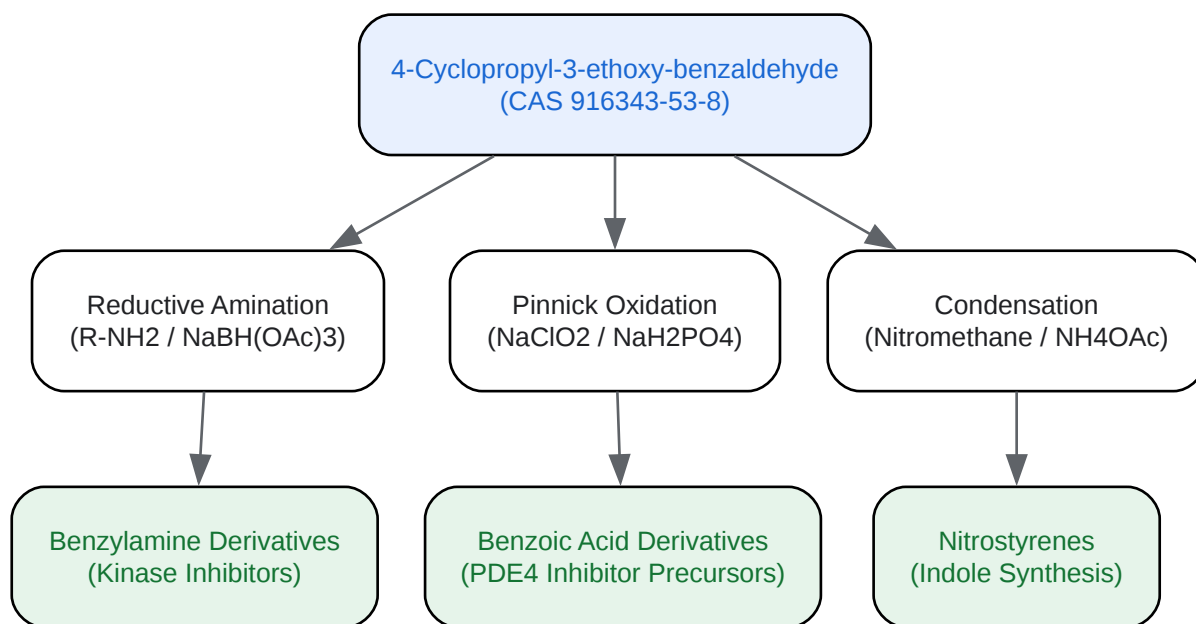 4-Cyclopropyl-3-ethoxy-benzaldehyde
(CAS 916343-53-8)
Reductive Amination
(R-NH2 / NaBH(OAc)3)
Pinnick Oxidation
(NaClO2 / NaH2PO4)
Condensation
(Nitromethane / NH4OAc)
Benzylamine Derivatives
(Kinase Inhibitors)
Benzoic Acid Derivatives
(PDE4 Inhibitor Precursors)
Nitrostyrenes
(Indole Synthesis)